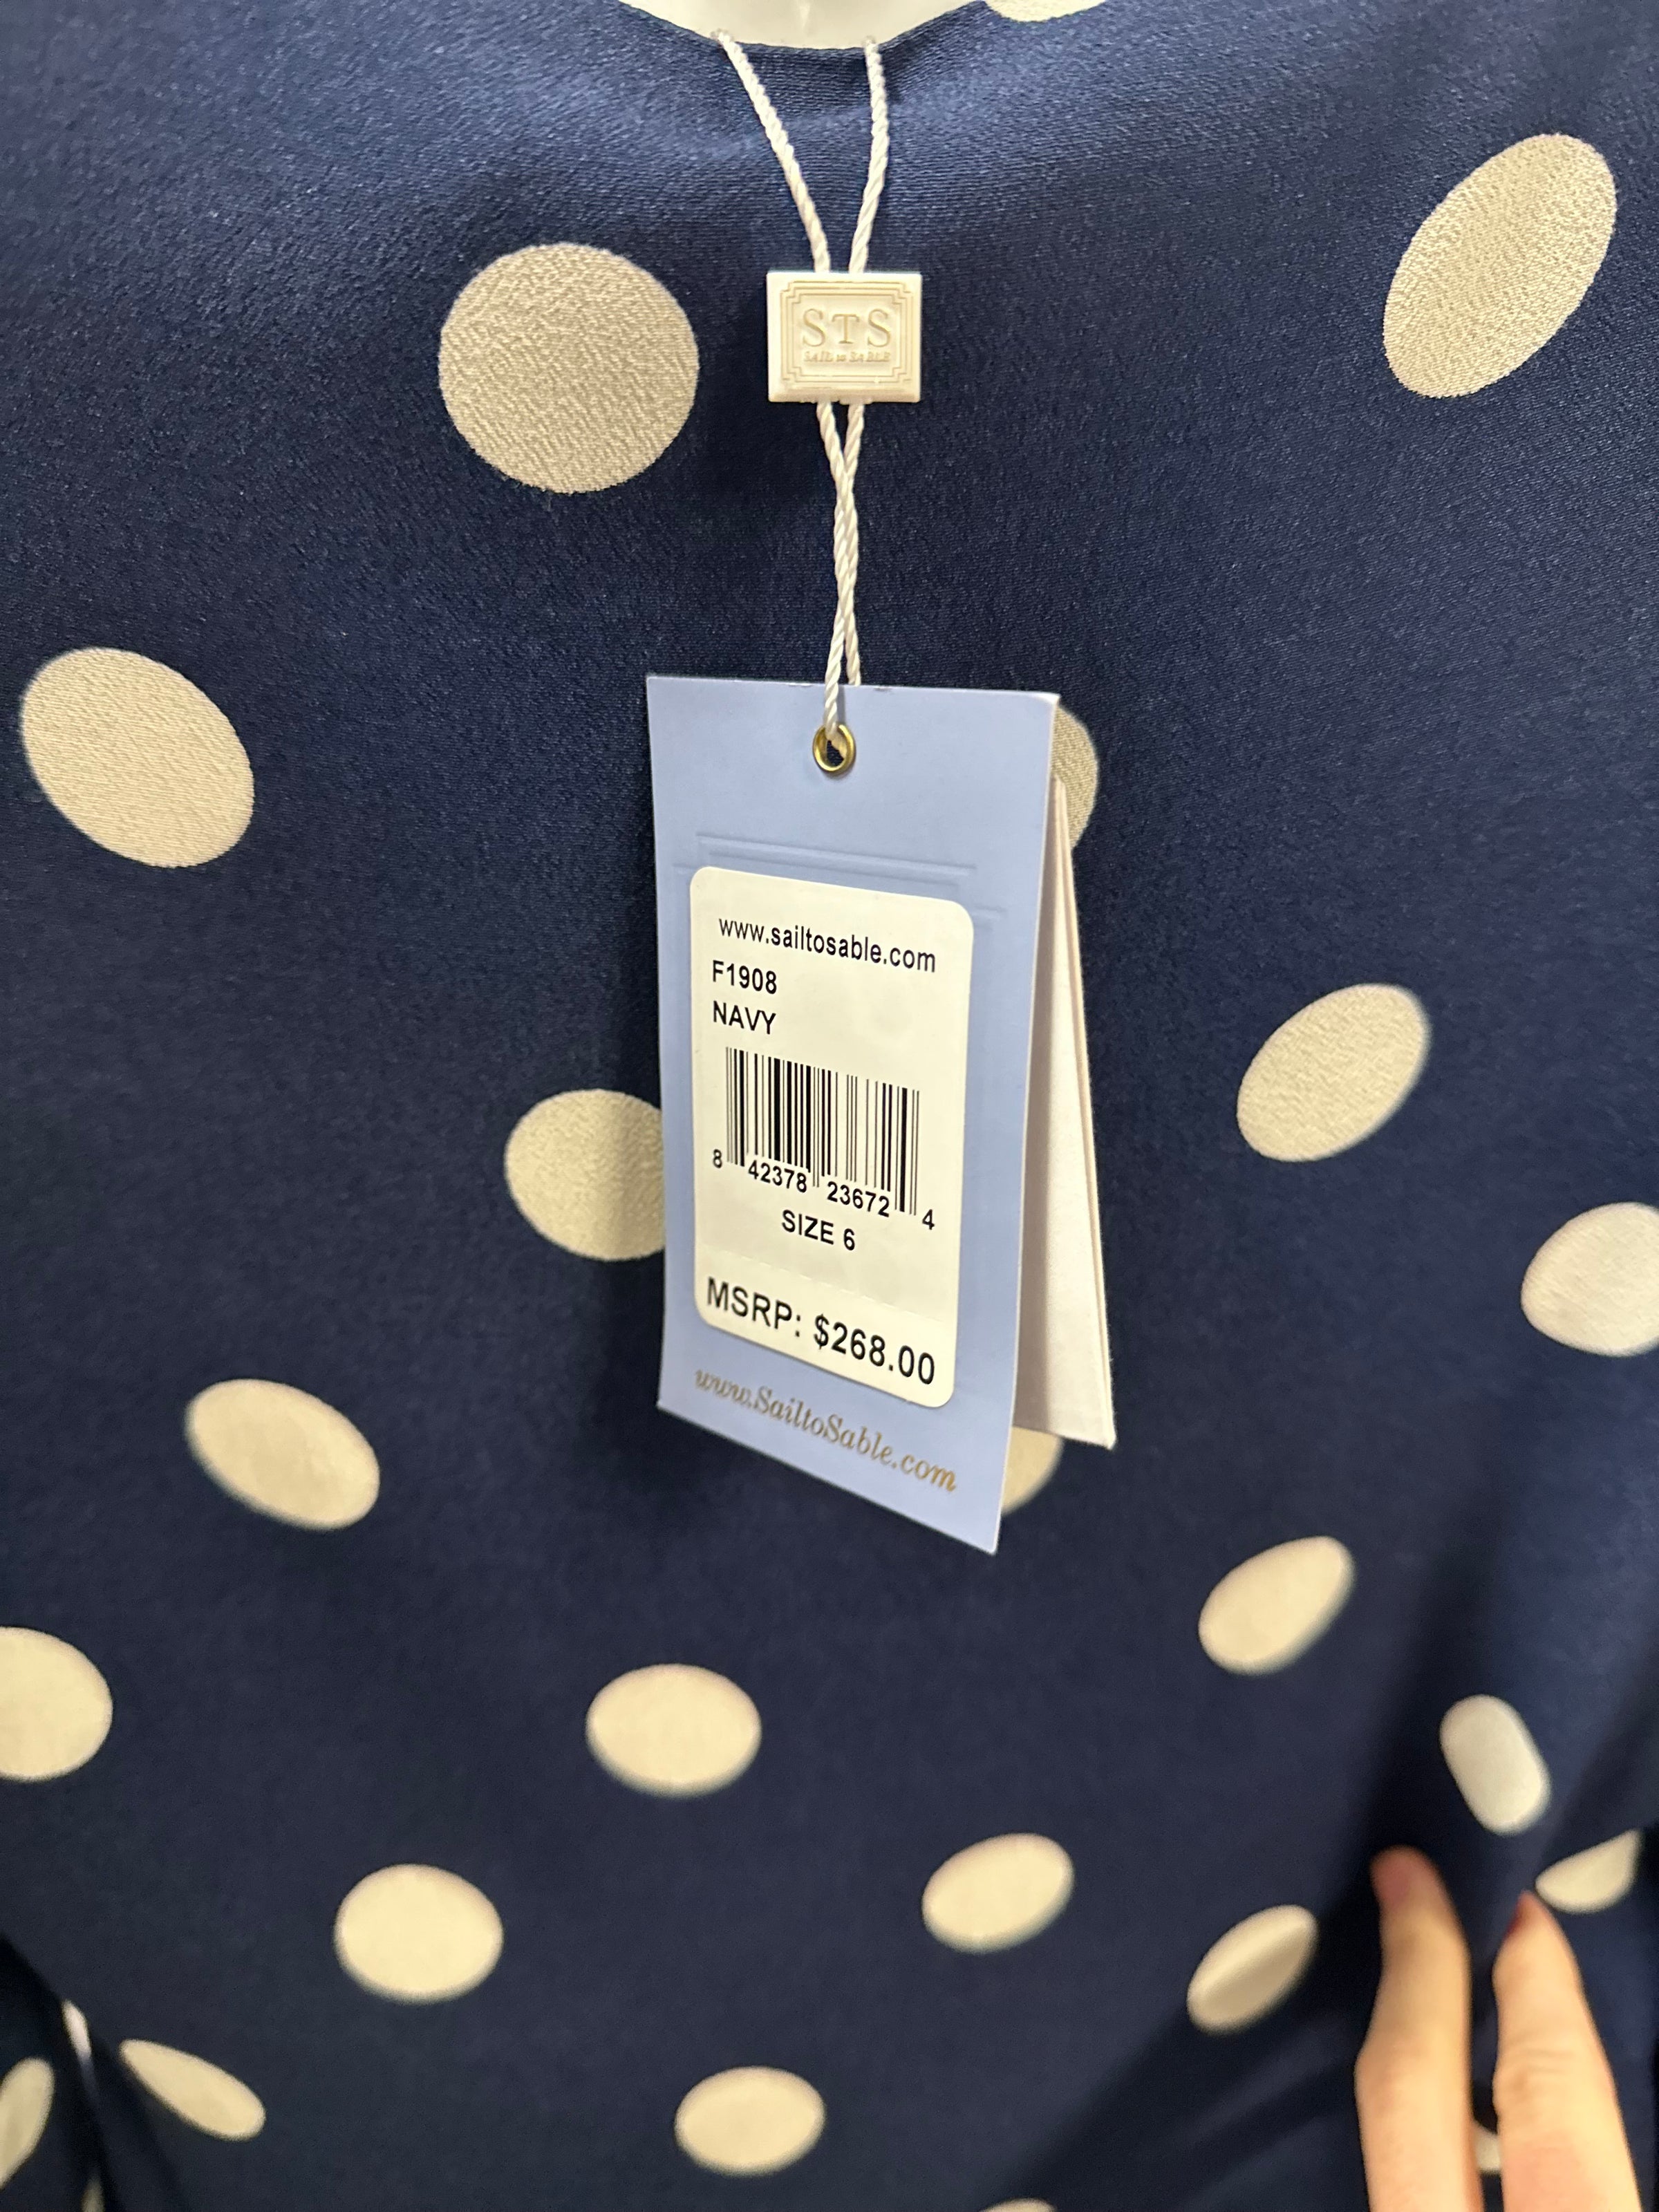 STS
SAIL to SABLE
www.sailtosable.com
F1908
NAVY
8 42378 23672 4
SIZE 6
MSRP: $268.00
www.SailtoSable.com